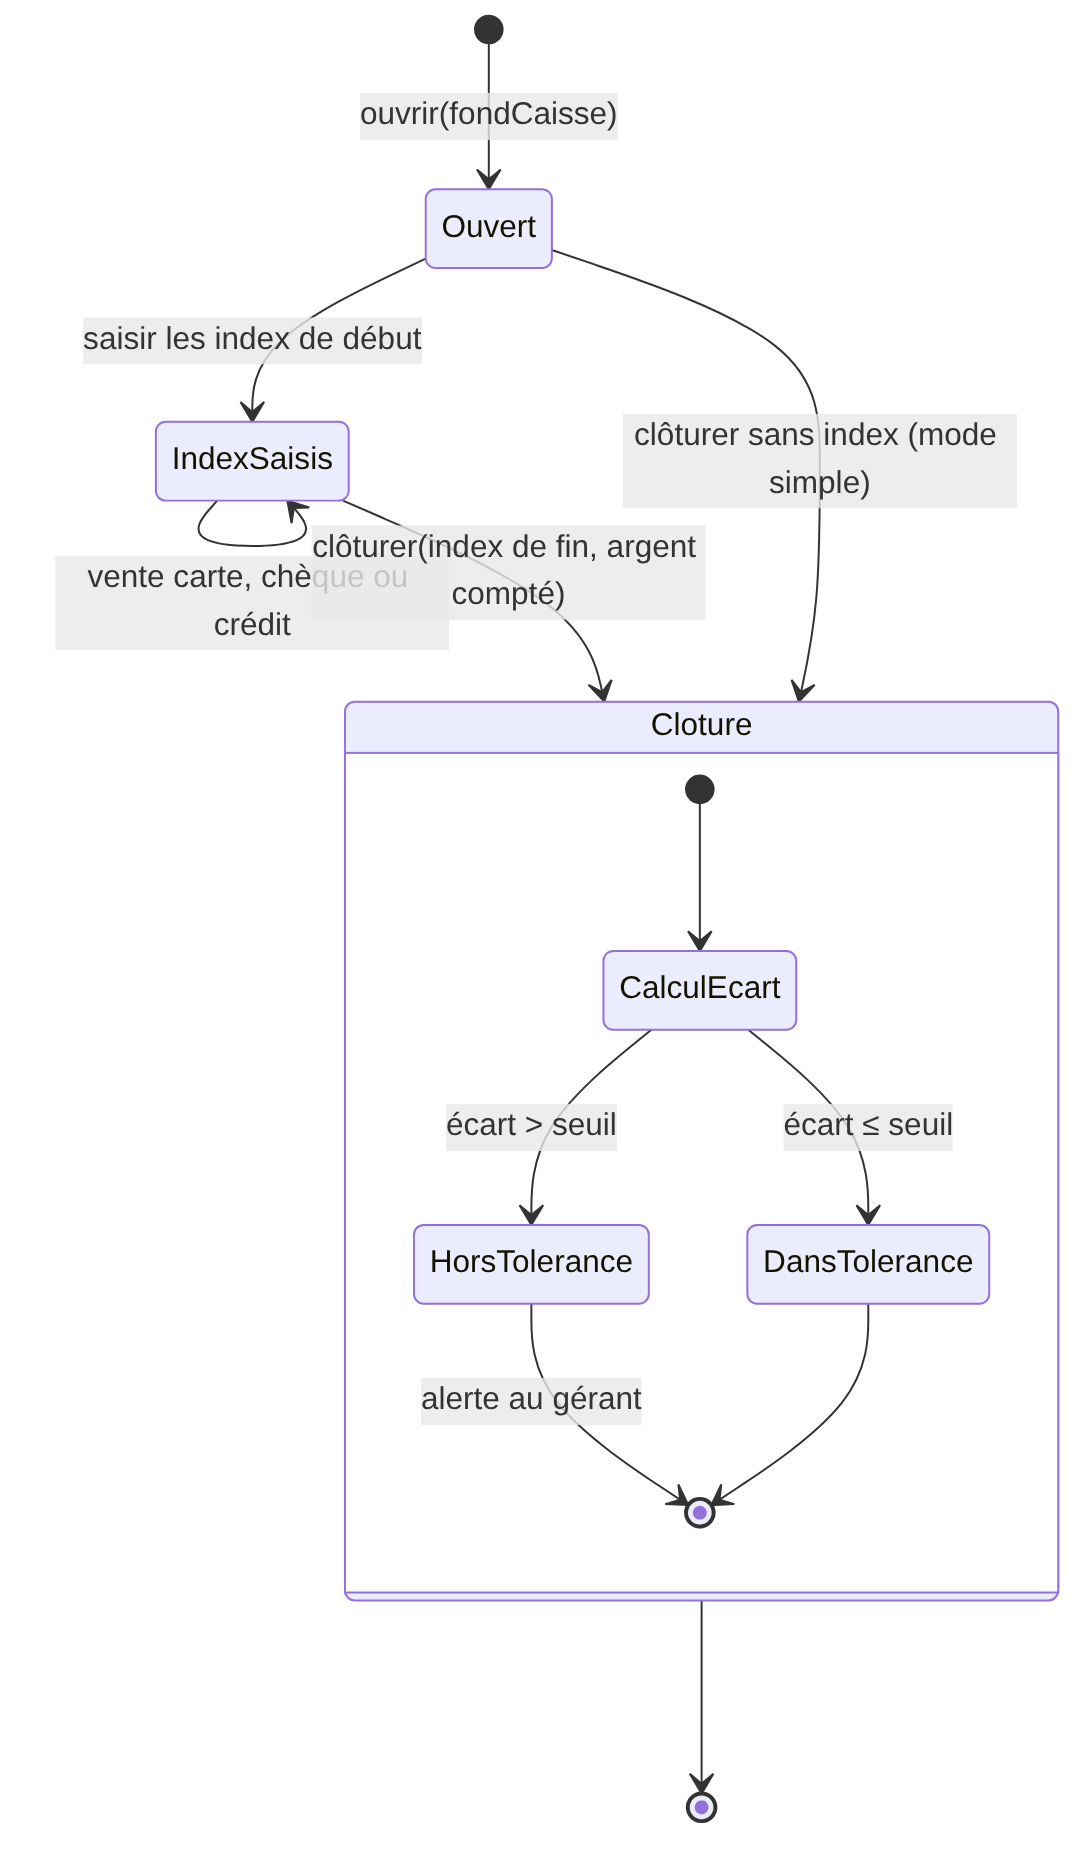 ouvrir(fondCaisse)
Ouvert
saisir les index de début
clôturer sans index (mode
simple)
IndexSaisis
vente carte, chèque ou
crédit
clôturer(index de fin, argent
compté)
Cloture
CalculEcart
écart > seuil
écart ≤ seuil
HorsTolerance
DansTolerance
alerte au gérant